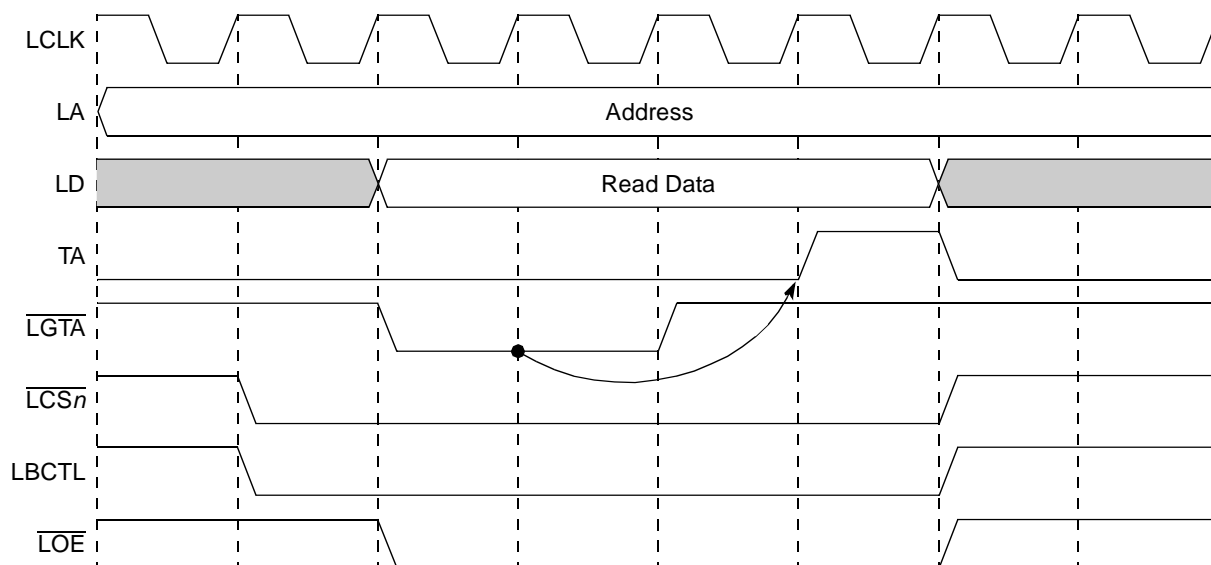 LCLK
LA
Address
LD
Read Data
TA
LGTA
LCSn
LBCTL
LOE